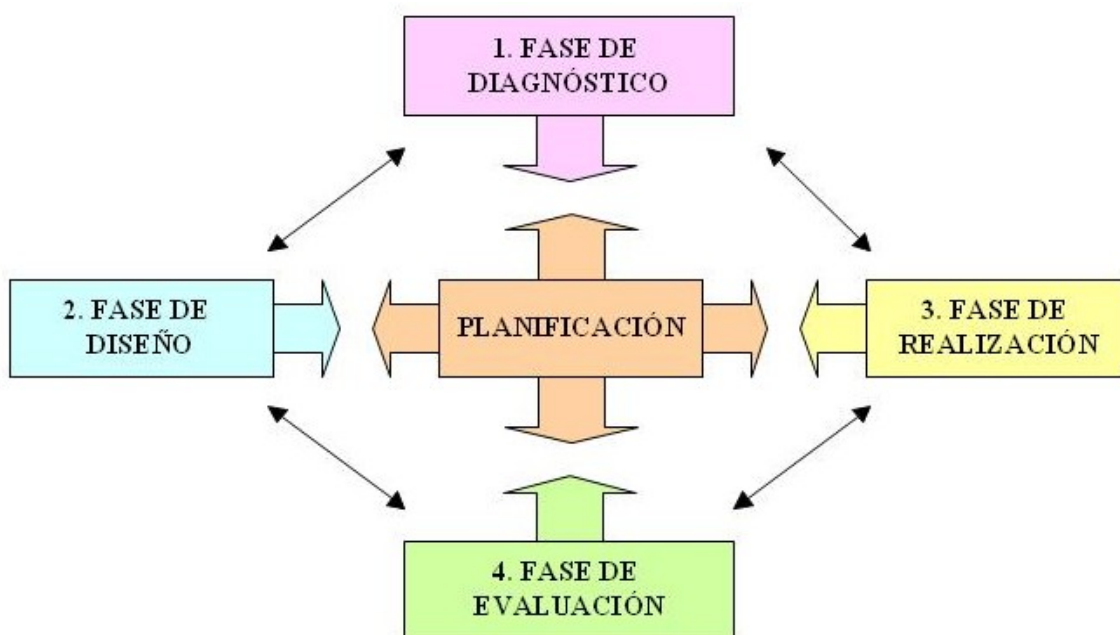 1. FASE DE
DIAGNÓSTICO
2. FASE DE
DISEÑO
PLANIFICACIÓN
3. FASE DE
REALIZACIÓN
4. FASE DE
EVALUACIÓN